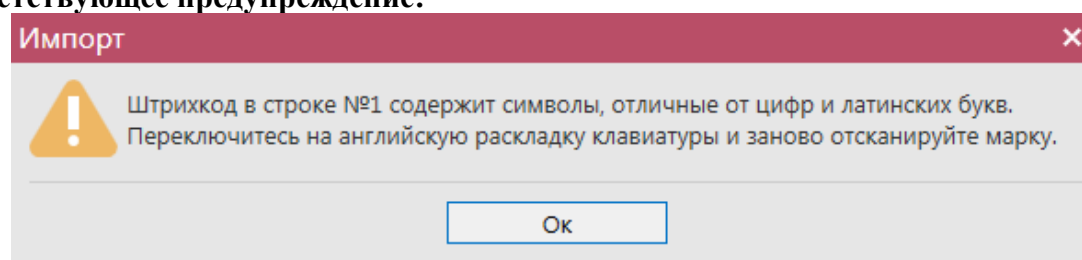 предупреждение:
Импорт
Штрихкод в строке №1 содержит символы, отличные от цифр и латинских букв.
Переключитесь на английскую раскладку клавиатуры и заново отсканируйте марку.
Ок